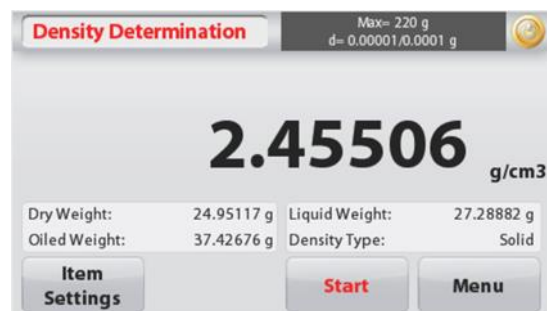 Density Determination
Max= 220 g
d= 0.00001/0.0001 g
2.45506 g/cm3
Dry Weight: 24.95117 g Liquid Weight: 27.28882 g
Oiled Weight: 37.42676 g Density Type: Solid
Item
Settings
Start
Menu